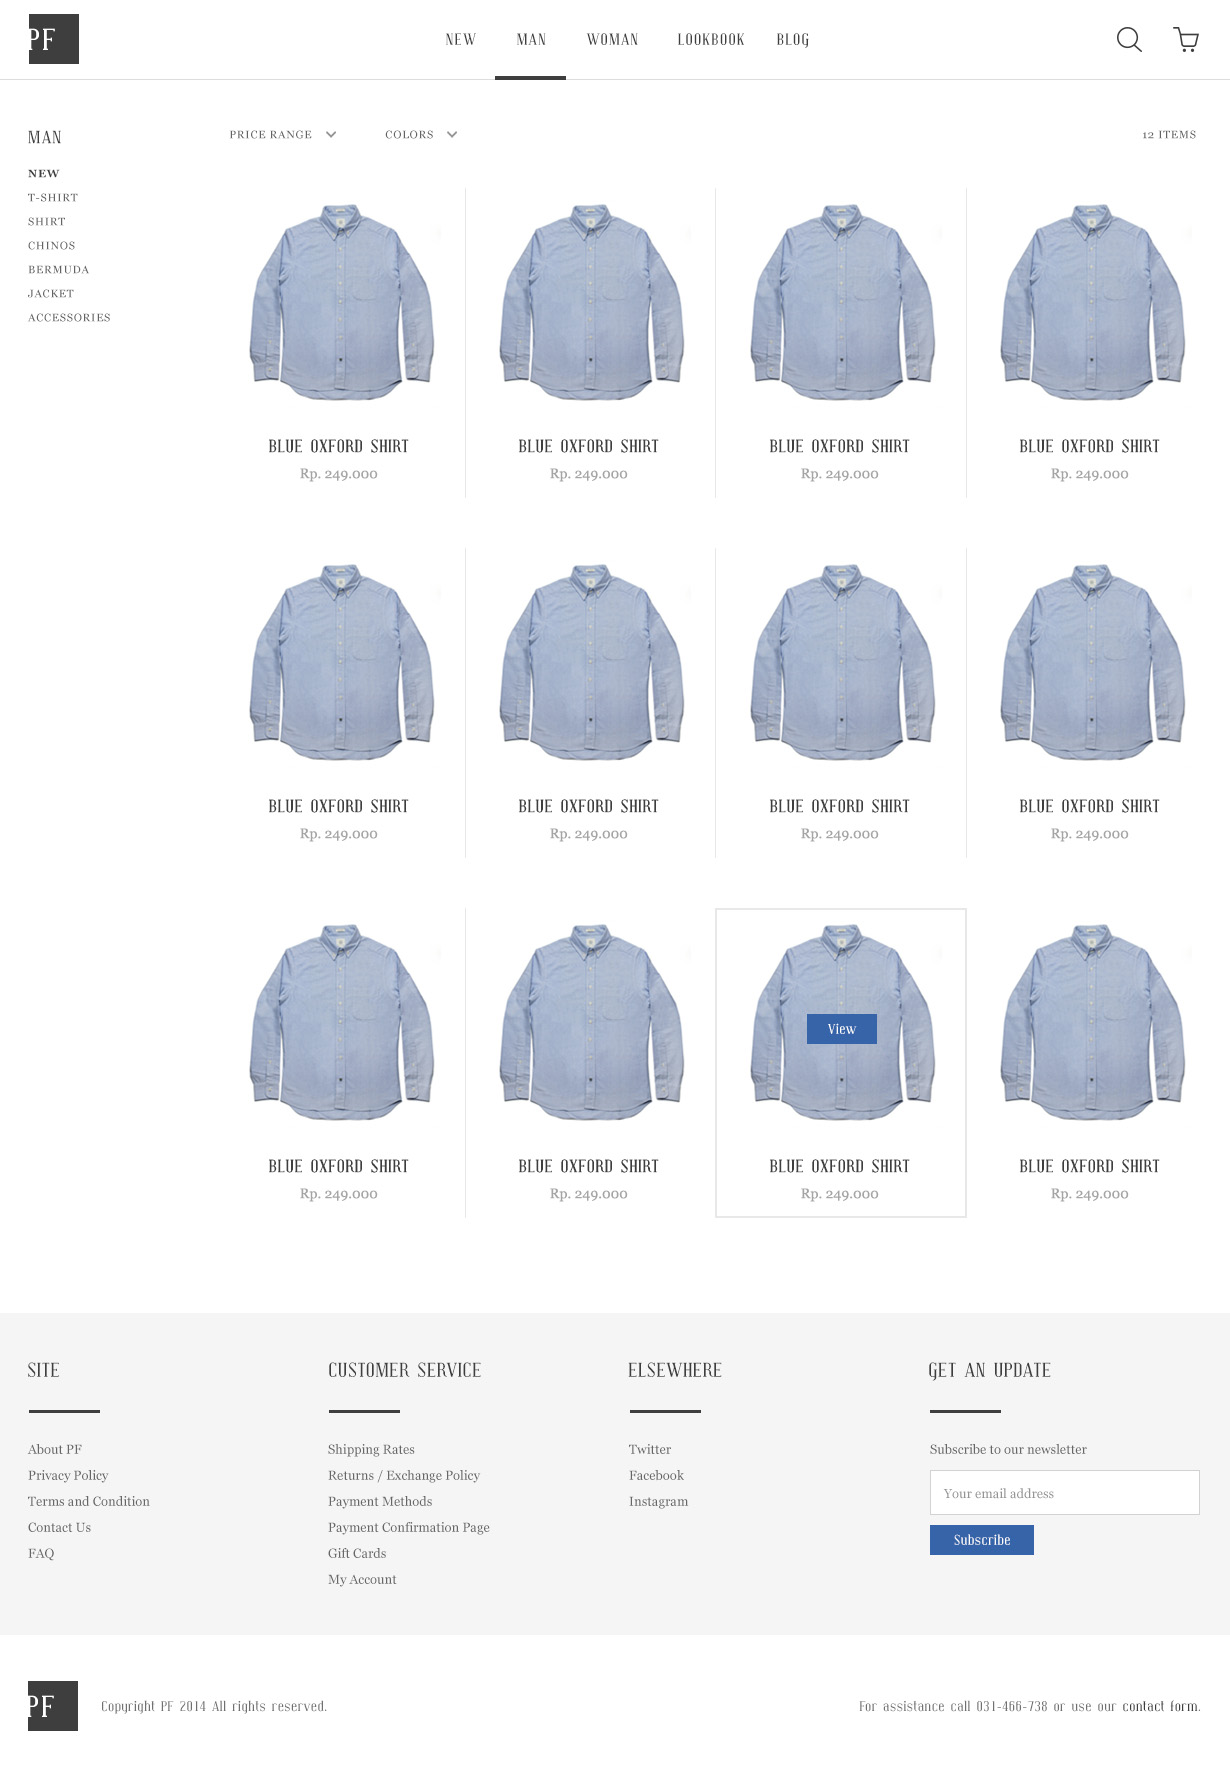 PF
NEW MAN WOMAN LOOKBOOK BLOG
MAN
NEW
T-SHIRT
SHIRT
CHINOS
BERMUDA
JACKET
ACCESSORIES
PRICE RANGE COLORS 12 ITEMS
BLUE OXFORD SHIRT BLUE OXFORD SHIRT BLUE OXFORD SHIRT BLUE OXFORD SHIRT
Rp. 249.000 Rp. 249.000 Rp. 249.000 Rp. 249.000
BLUE OXFORD SHIRT BLUE OXFORD SHIRT BLUE OXFORD SHIRT BLUE OXFORD SHIRT
Rp. 249.000 Rp. 249.000 Rp. 249.000 Rp. 249.000
View
BLUE OXFORD SHIRT BLUE OXFORD SHIRT BLUE OXFORD SHIRT BLUE OXFORD SHIRT
Rp. 249.000 Rp. 249.000 Rp. 249.000 Rp. 249.000
SITE
About PF
Privacy Policy
Terms and Condition
Contact Us
FAQ
CUSTOMER SERVICE
Shipping Rates
Returns / Exchange Policy
Payment Methods
Payment Confirmation Page
Gift Cards
My Account
ELSEWHERE
Twitter
Facebook
Instagram
GET AN UPDATE
Subscribe to our newsletter
Your email address
Subscribe
PF
Copyright PF 2014 All rights reserved.
For assistance call 031-466-738 or use our contact form.